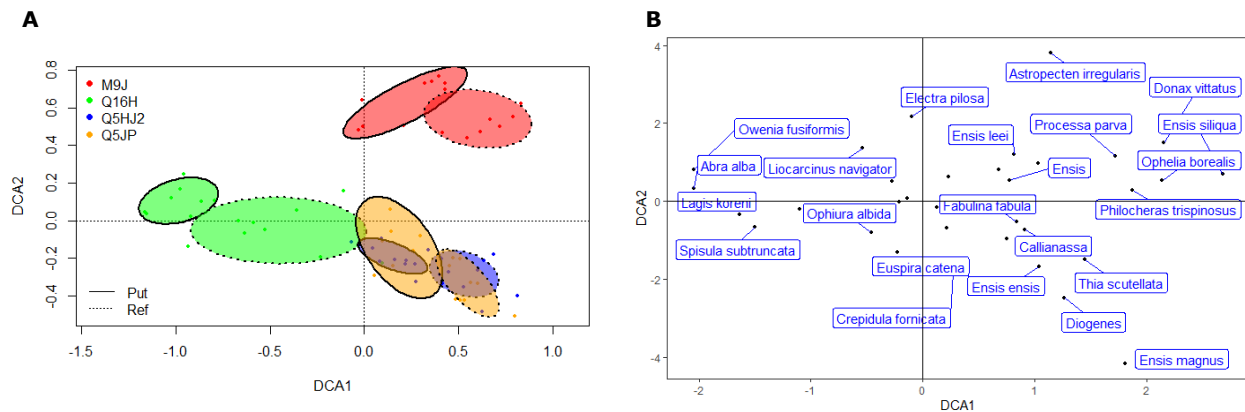 A
M9J
Q16H
Q5HJ2
Q5JP
Put
Ref
DCA2
0.8
0.6
0.4
0.2
0.0
-0.2
-0.4
-1.5
-1.0
-0.5
0.0
0.5
1.0
DCA1
B
Astropecten irregularis
Donax vittatus
Electra pilosa
Owenia fusiformis
Ensis leei
Processa parva
Ensis siliqua
Abra alba
Liocarcinus navigator
Ensis
Ophelia borealis
Lagis koreni
Ophiura albida
Fabulina fabula
Philocheras trispinosus
Spisula subtruncata
Callianassa
Euspira catena
Ensis ensis
Thia scutellata
Crepidula fornicata
Diogenes
Ensis magnus
DCA2
4
2
0
-2
-4
-2
-1
0
1
2
DCA1